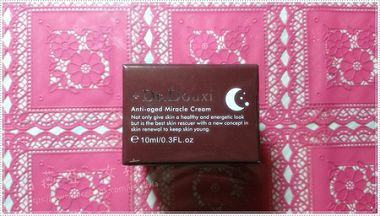 Dr.Douxi
Anti-aged Miracle Cream
Not only give skin a healthy and energetic look
but is the best skin rescuer with a new concept in
skin renewal to keep skin young.
℮10ml/0.3Fl.oz